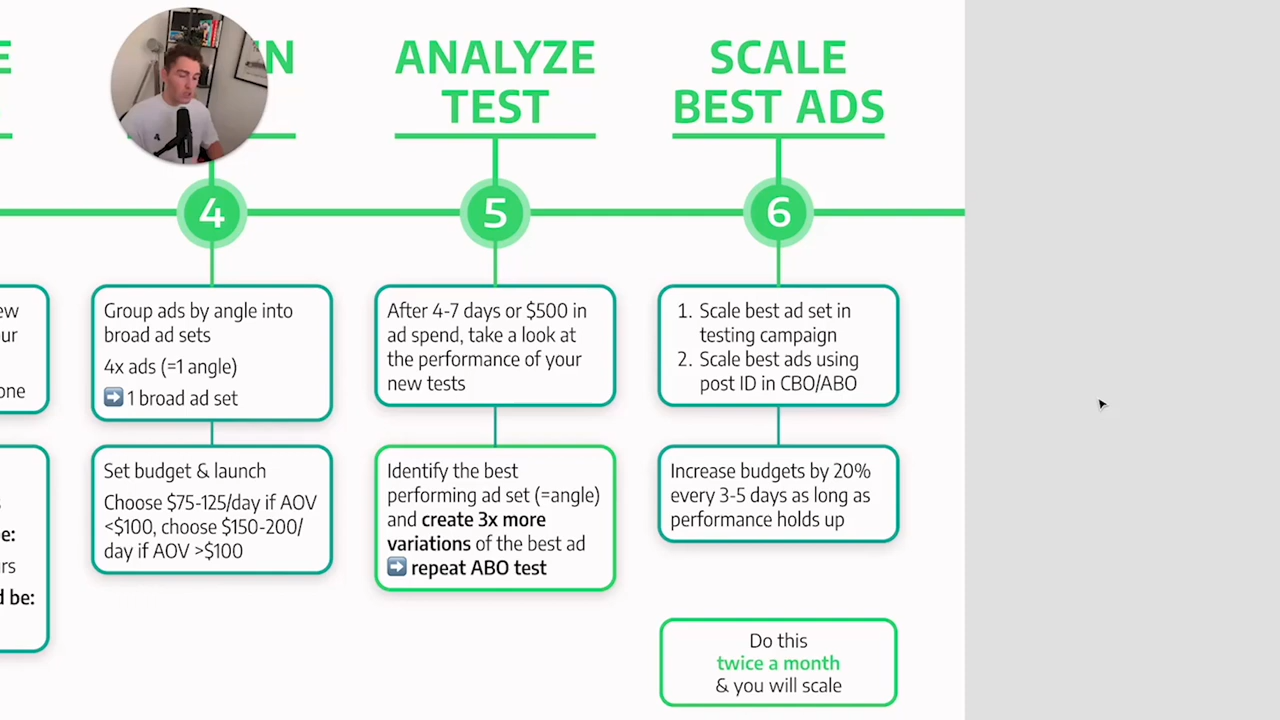 E
IN
ANALYZE
TEST
SCALE
BEST ADS
4
5
6
ew
ur
one
e:
rs
d be:
Group ads by angle into
broad ad sets
4x ads (=1 angle)
➡ 1 broad ad set
Set budget & launch
Choose $75-125/day if AOV
<$100, choose $150-200/
day if AOV >$100
After 4-7 days or $500 in
ad spend, take a look at
the performance of your
new tests
Identify the best
performing ad set (=angle)
and create 3x more
variations of the best ad
➡ repeat ABO test
1. Scale best ad set in
testing campaign
2. Scale best ads using
post ID in CBO/ABO
Increase budgets by 20%
every 3-5 days as long as
performance holds up
Do this
twice a month
& you will scale